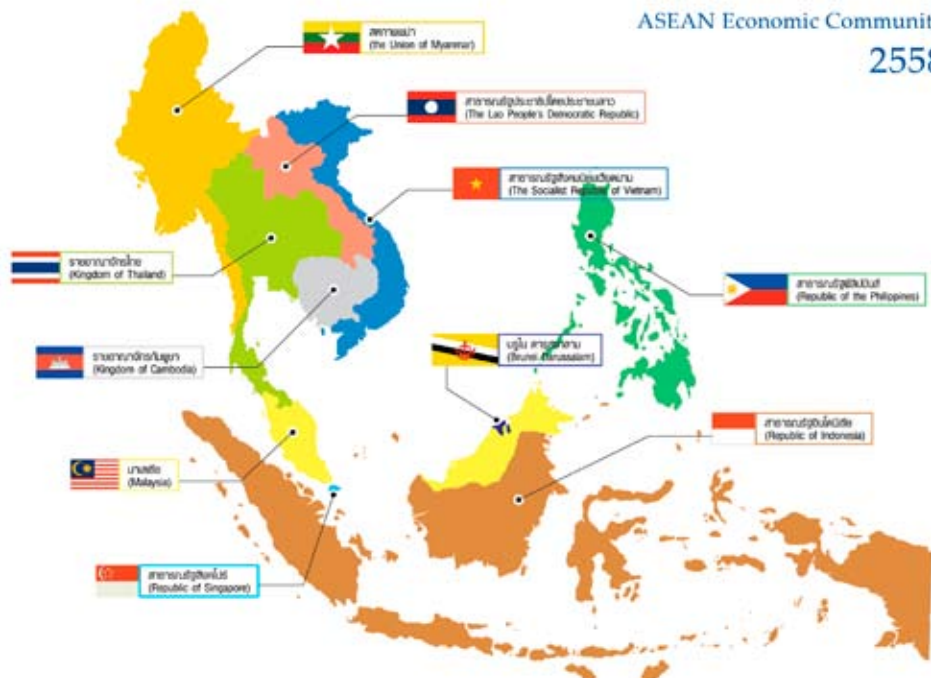 ASEAN Economic Communit
2558
สหภาพพม่า
(the Union of Myanmar)
สาธารณรัฐประชาธิปไตยประชาชนลาว
(The Lao People's Democratic Republic)
สาธารณรัฐสังคมนิยมเวียดนาม
(The Socialist Republic of Vietnam)
ราชอาณาจักรไทย
(Kingdom of Thailand)
สาธารณรัฐฟิลิปปินส์
(Republic of the Philippines)
ราชอาณาจักรกัมพูชา
(Kingdom of Cambodia)
บรูไน ดารุสซาลาม
(Brunei Darussalam)
สาธารณรัฐอินโดนีเซีย
(Republic of Indonesia)
มาเลเซีย
(Malaysia)
สาธารณรัฐสิงคโปร์
(Republic of Singapore)